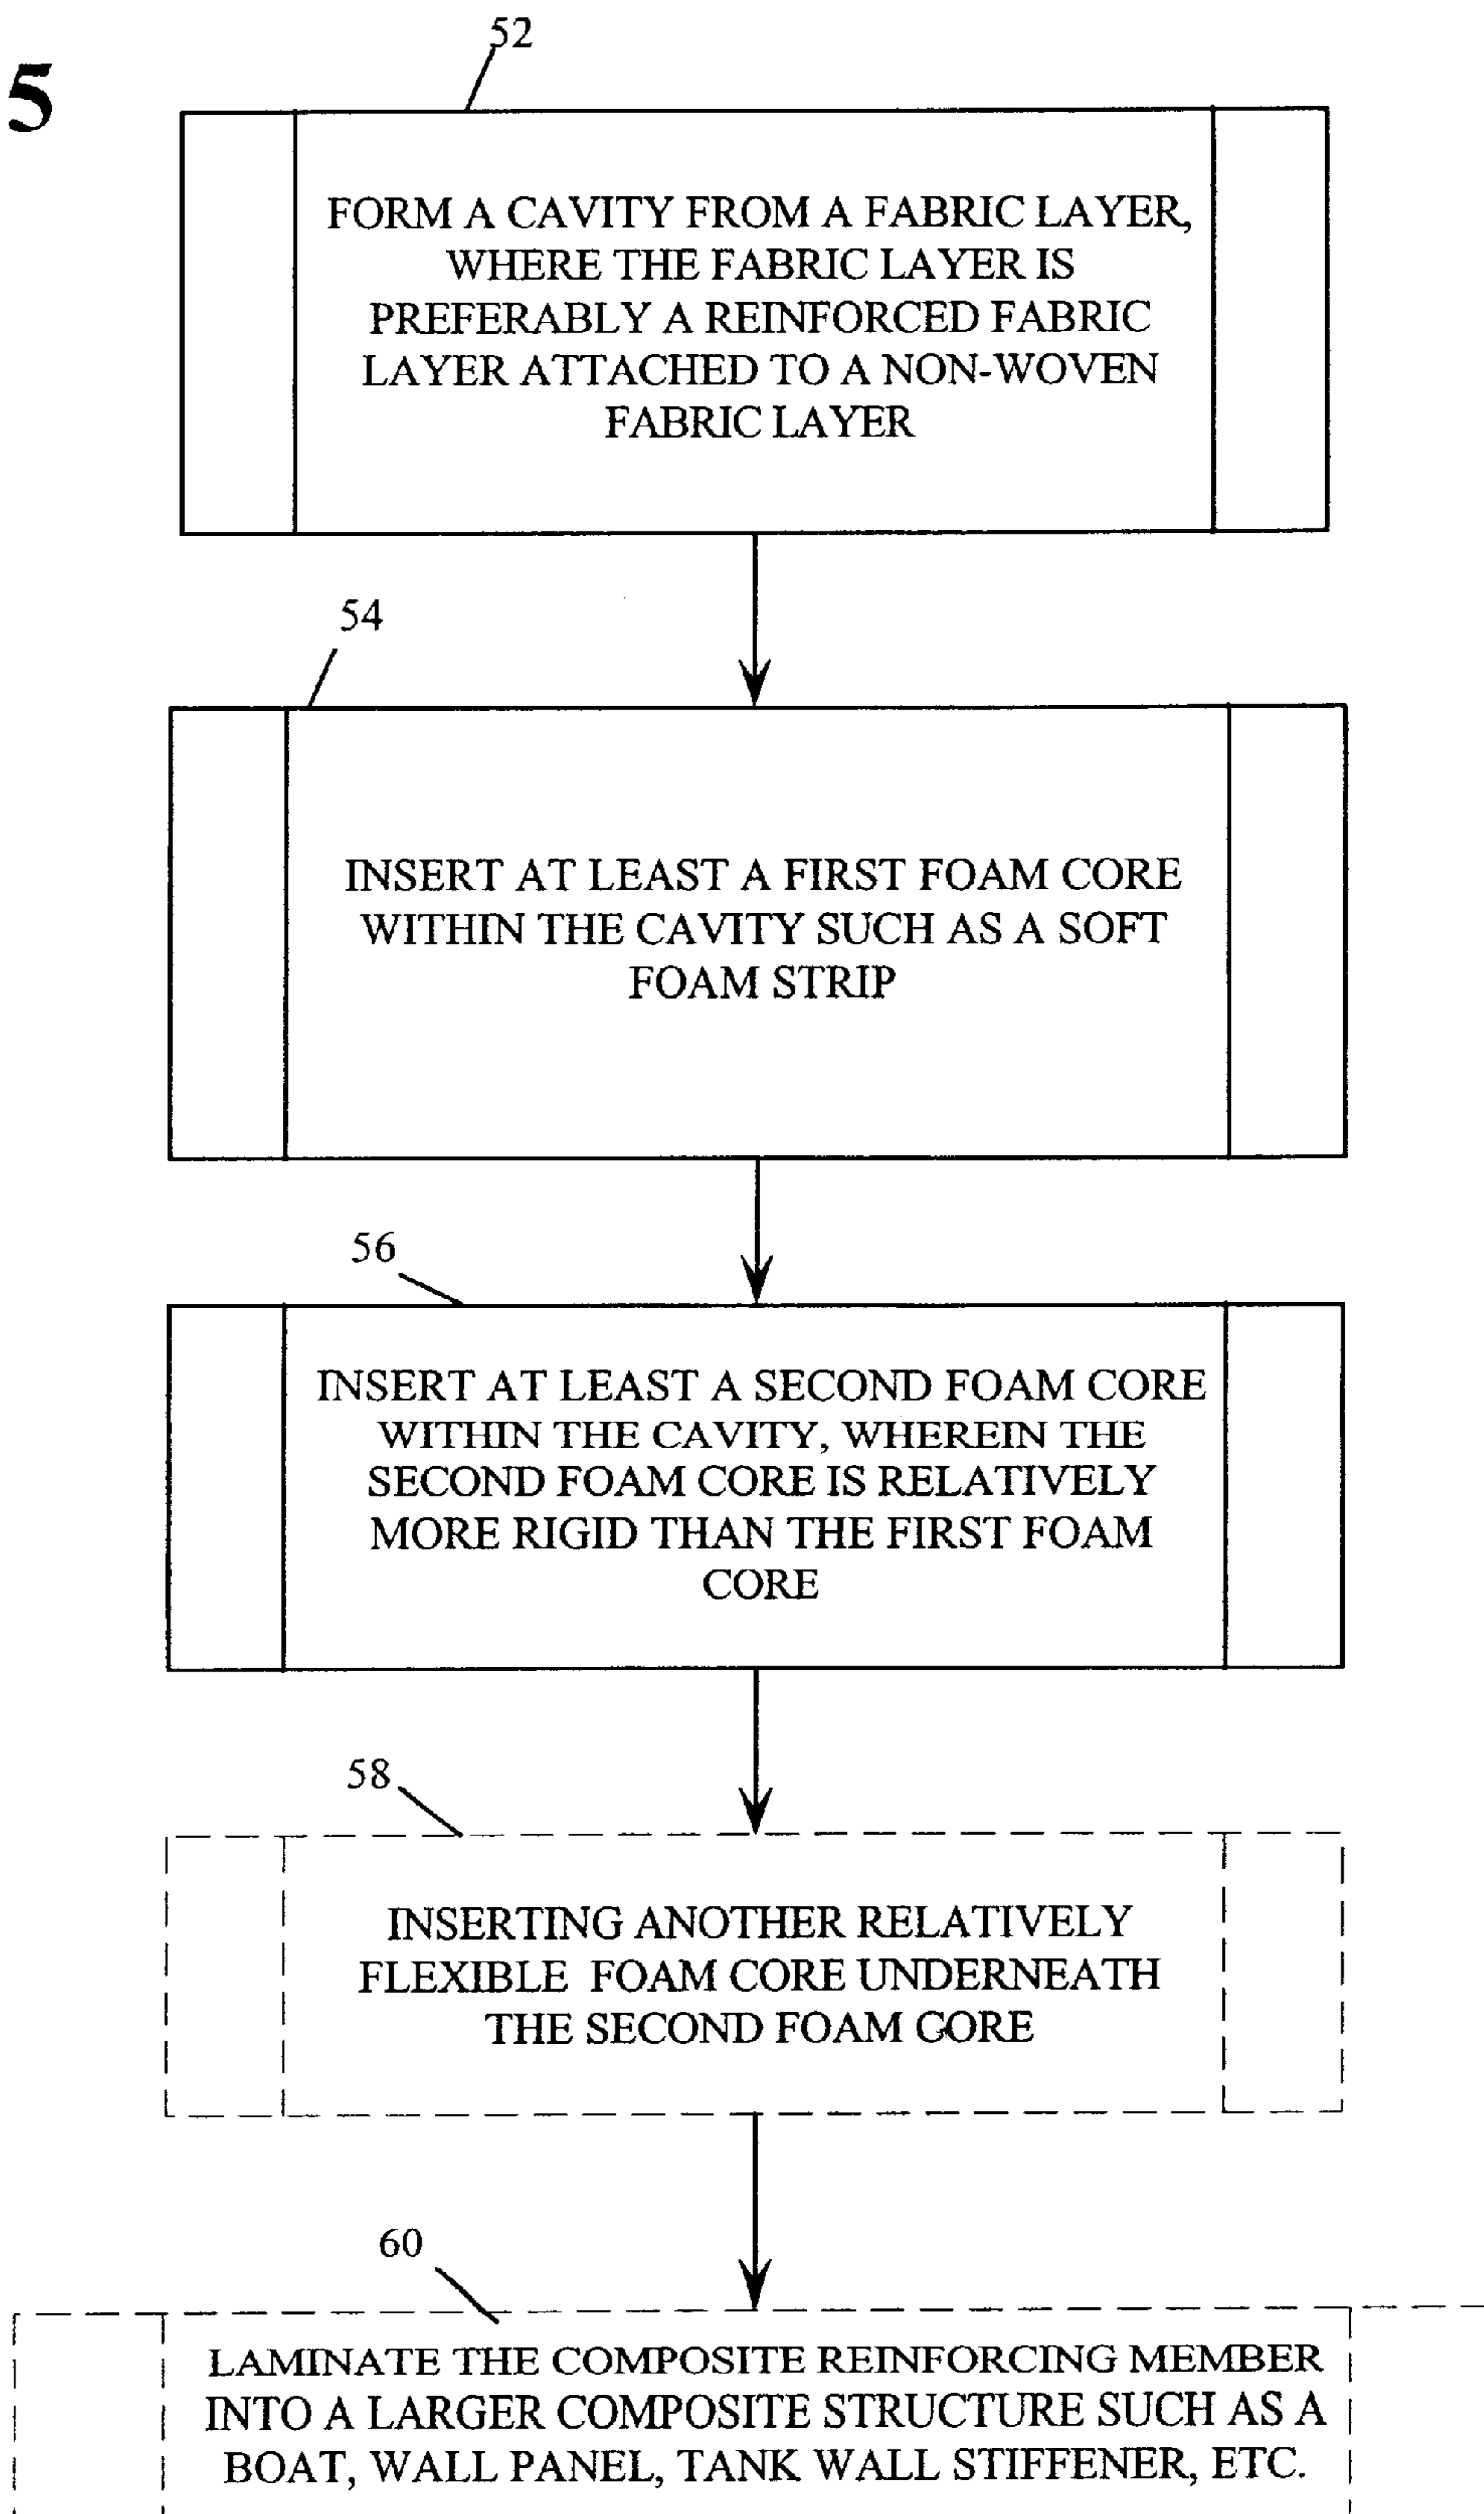 52
5
FORM A CAVITY FROM A FABRIC LAYER,
WHERE THE FABRIC LAYER IS
PREFERABLY A REINFORCED FABRIC
LAYER ATTACHED TO A NON-WOVEN
FABRIC LAYER
54
INSERT AT LEAST A FIRST FOAM CORE
WITHIN THE CAVITY SUCH AS A SOFT
FOAM STRIP
56
INSERT AT LEAST A SECOND FOAM CORE
WITHIN THE CAVITY, WHEREIN THE
SECOND FOAM CORE IS RELATIVELY
MORE RIGID THAN THE FIRST FOAM
CORE
58
INSERTING ANOTHER RELATIVELY
FLEXIBLE FOAM CORE UNDERNEATH
THE SECOND FOAM CORE
60
LAMINATE THE COMPOSITE REINFORCING MEMBER
INTO A LARGER COMPOSITE STRUCTURE SUCH AS A
BOAT, WALL PANEL, TANK WALL STIFFENER, ETC.